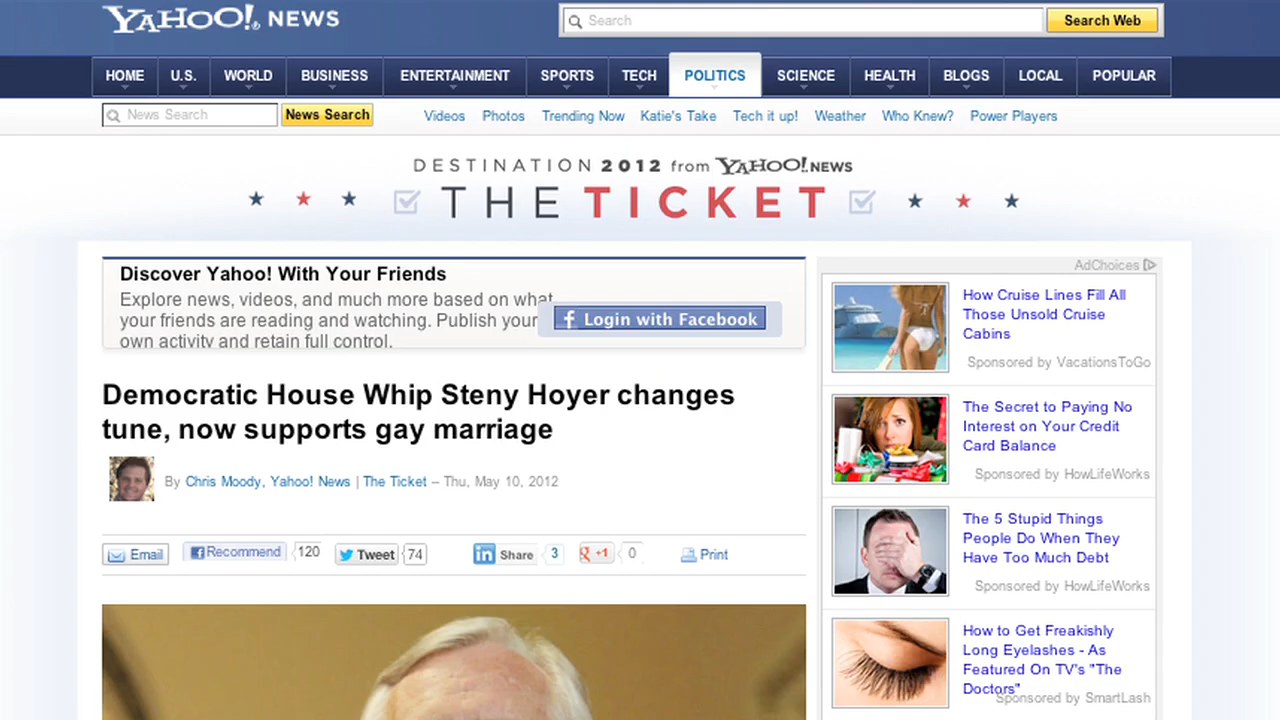 YAHOO! NEWS
Search
Search Web
HOME
U.S.
WORLD
BUSINESS
ENTERTAINMENT
SPORTS
TECH
POLITICS
SCIENCE
HEALTH
BLOGS
LOCAL
POPULAR
News Search
News Search
Videos
Photos
Trending Now
Katie's Take
Tech it up!
Weather
Who Knew?
Power Players
DESTINATION 2012 from YAHOO! NEWS
THE TICKET
Discover Yahoo! With Your Friends
Explore news, videos, and much more based on what
your friends are reading and watching. Publish your
own activity and retain full control.
f Login with Facebook
Democratic House Whip Steny Hoyer changes
tune, now supports gay marriage
By Chris Moody, Yahoo! News | The Ticket – Thu, May 10, 2012
Email
f Recommend
120
Tweet
74
in Share
3
g +1
0
Print
AdChoices
How Cruise Lines Fill All
Those Unsold Cruise
Cabins
Sponsored by VacationsToGo
The Secret to Paying No
Interest on Your Credit
Card Balance
Sponsored by HowLifeWorks
The 5 Stupid Things
People Do When They
Have Too Much Debt
Sponsored by HowLifeWorks
How to Get Freakishly
Long Eyelashes - As
Featured On TV's "The
Doctors"
Sponsored by SmartLash